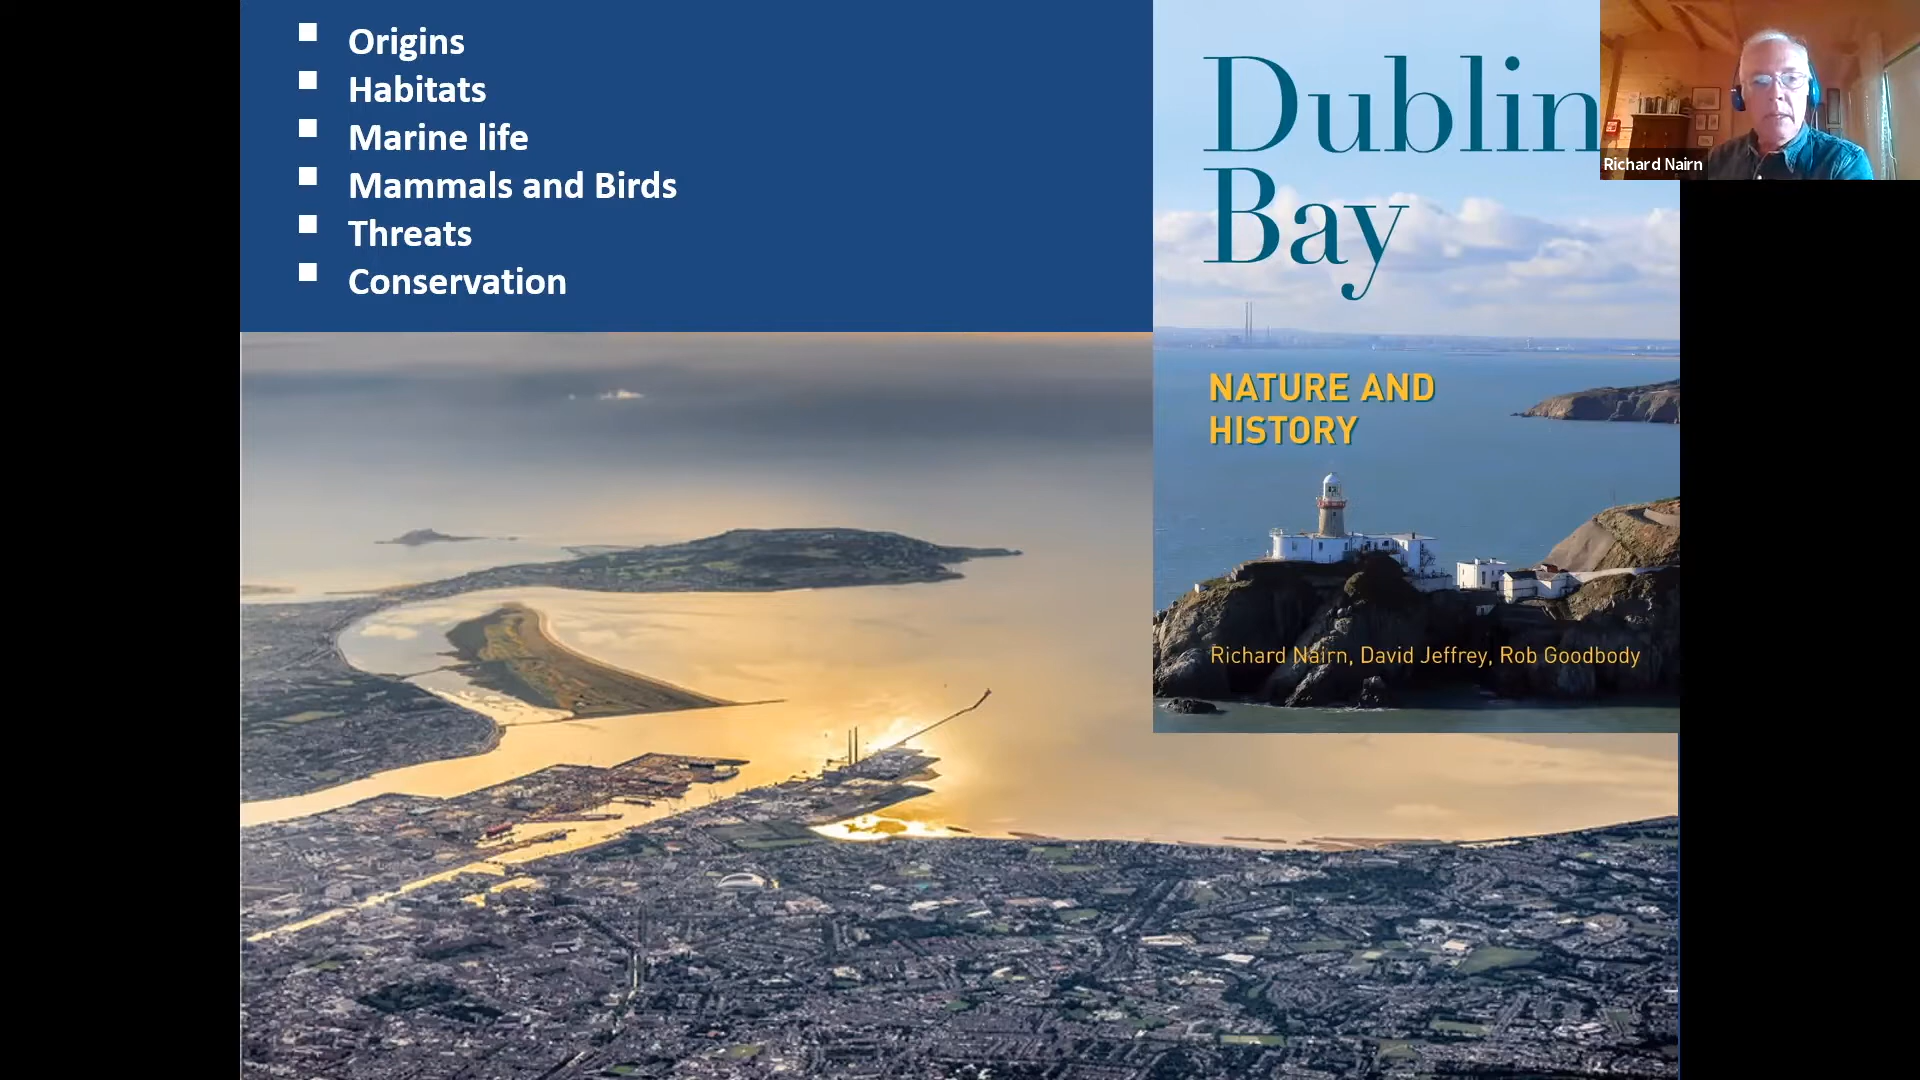 Origins
Habitats
Marine life
Mammals and Birds
Threats
Conservation
Dublin
Bay
NATURE AND
HISTORY
Richard Nairn, David Jeffrey, Rob Goodbody
Richard Nairn